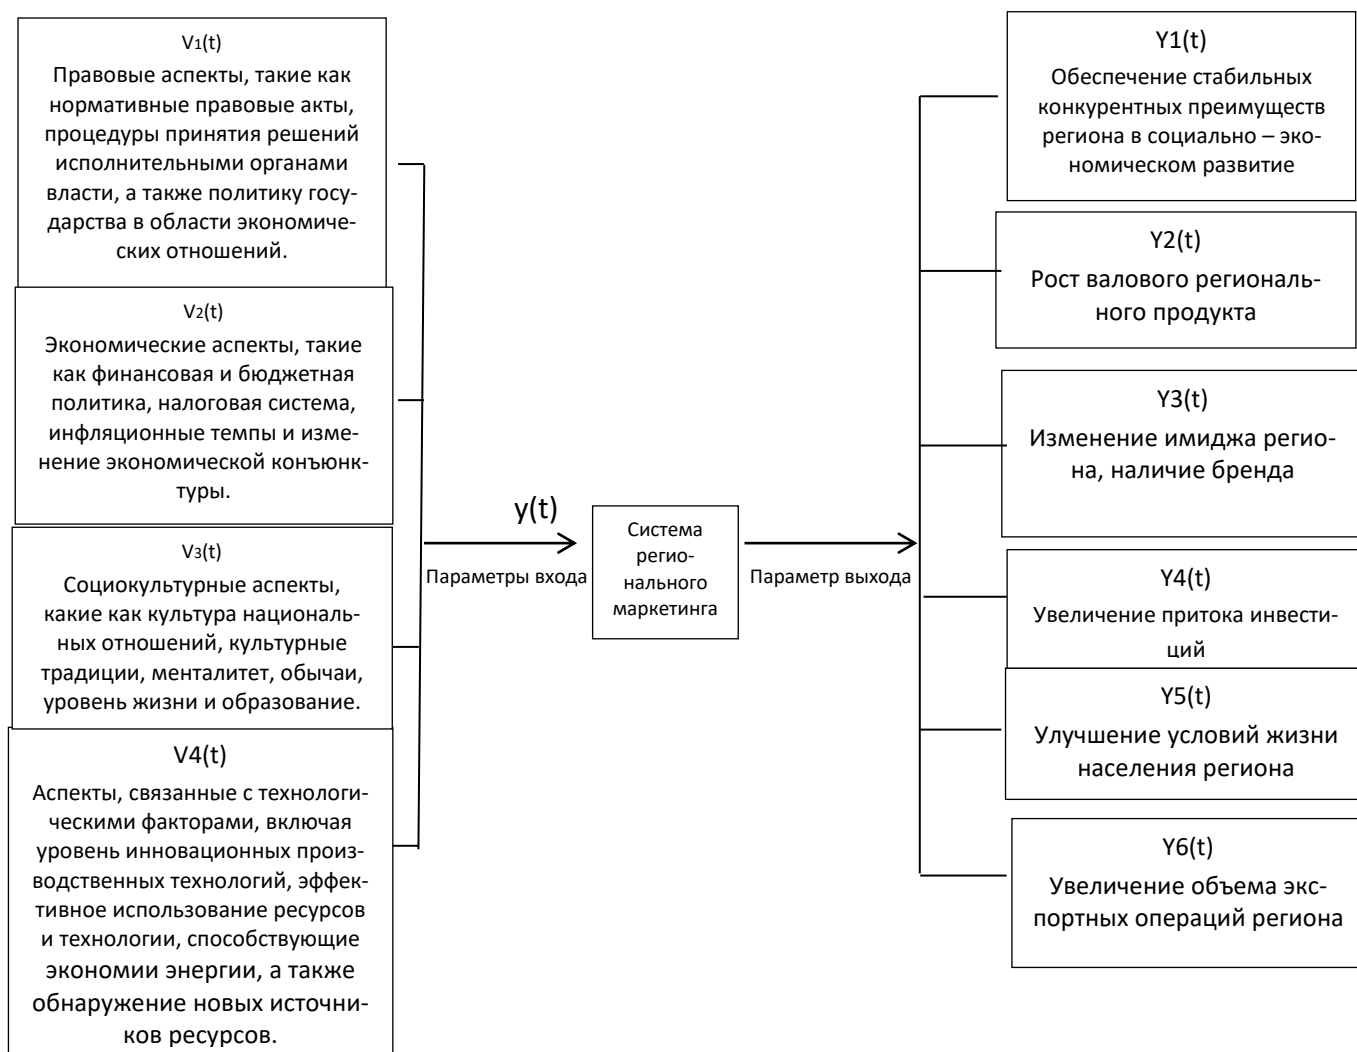 V1(t)
Правовые аспекты, такие как
нормативные правовые акты,
процедуры принятия решений
исполнительными органами
власти, а также политику госу-
дарства в области экономиче-
ских отношений.
V2(t)
Экономические аспекты, такие
как финансовая и бюджетная
политика, налоговая система,
инфляционные темпы и изме-
нение экономической конъюнк-
туры.
V3(t)
Социокультурные аспекты,
какие как культура националь-
ных отношений, культурные
традиции, менталитет, обычаи,
уровень жизни и образование.
V4(t)
Аспекты, связанные с технологи-
ческими факторами, включая
уровень инновационных произ-
водственных технологий, эффек-
тивное использование ресурсов
и технологии, способствующие
экономии энергии, а также
обнаружение новых источни-
ков ресурсов.
y(t)
Параметры входа
Система
регио-
нального
маркетинга
Параметр выхода
Y1(t)
Обеспечение стабильных
конкурентных преимуществ
региона в социально – эко-
номическом развитие
Y2(t)
Рост валового региональ-
ного продукта
Y3(t)
Изменение имиджа регио-
на, наличие бренда
Y4(t)
Увеличение притока инвести-
ций
Y5(t)
Улучшение условий жизни
населения региона
Y6(t)
Увеличение объема экс-
портных операций региона